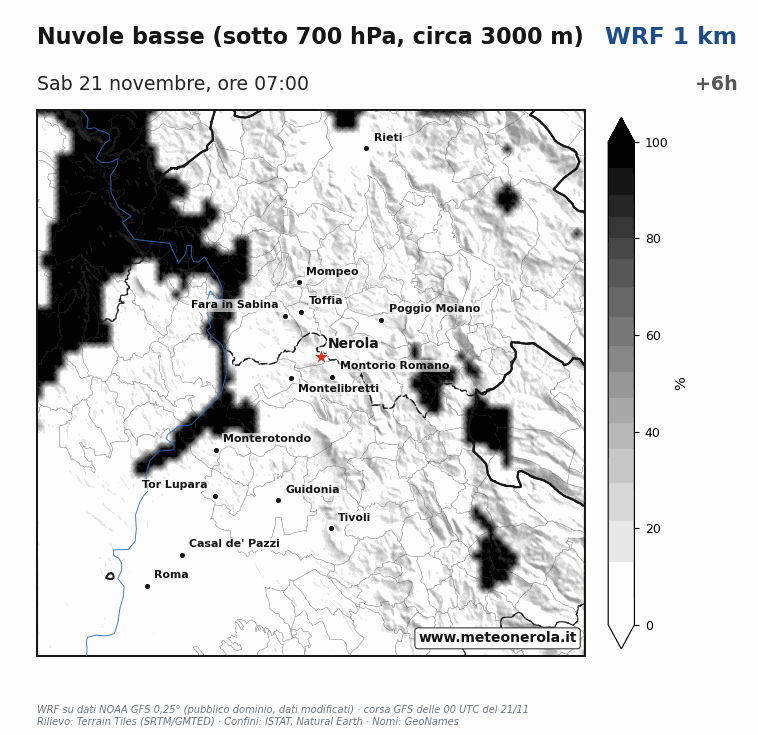 Nuvole basse (sotto 700 hPa, circa 3000 m) WRF 1 km
Sab 21 novembre, ore 07:00 +6h
Rieti
Mompeo
Toffia
Fara in Sabina
Poggio Moiano
Nerola
Montorio Romano
Montelibretti
Monterotondo
Tor Lupara
Guidonia
Tivoli
Casal de' Pazzi
Roma
www.meteonerola.it
100
80
60
40
20
0
%
WRF su dati NOAA GFS 0,25° (pubblico dominio, dati modificati) · corsa GFS delle 00 UTC del 21/11
Rilievo: Terrain Tiles (SRTM/GMTED) · Confini: ISTAT, Natural Earth · Nomi: GeoNames